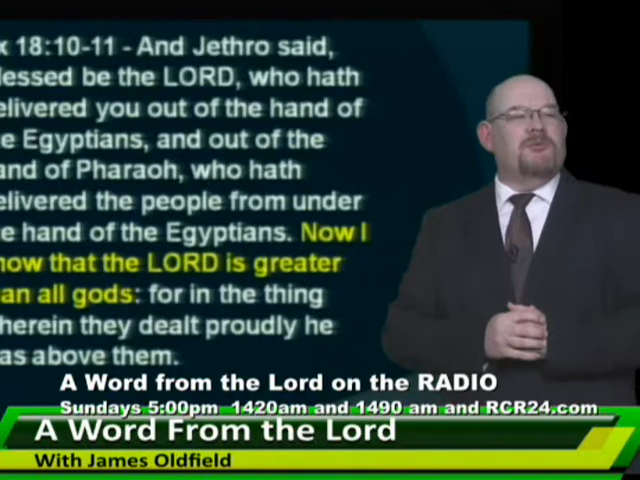 x 18:10-11 - And Jethro said,
lessed be the LORD, who hath
elivered you out of the hand of
e Egyptians, and out of the
and of Pharaoh, who hath
elivered the people from under
e hand of the Egyptians. Now I
now that the LORD is greater
an all gods: for in the thing
herein they dealt proudly he
as above them.
A Word from the Lord on the RADIO
Sundays 5:00pm 1420am and 1490 am and RCR24.com
A Word From the Lord
With James Oldfield